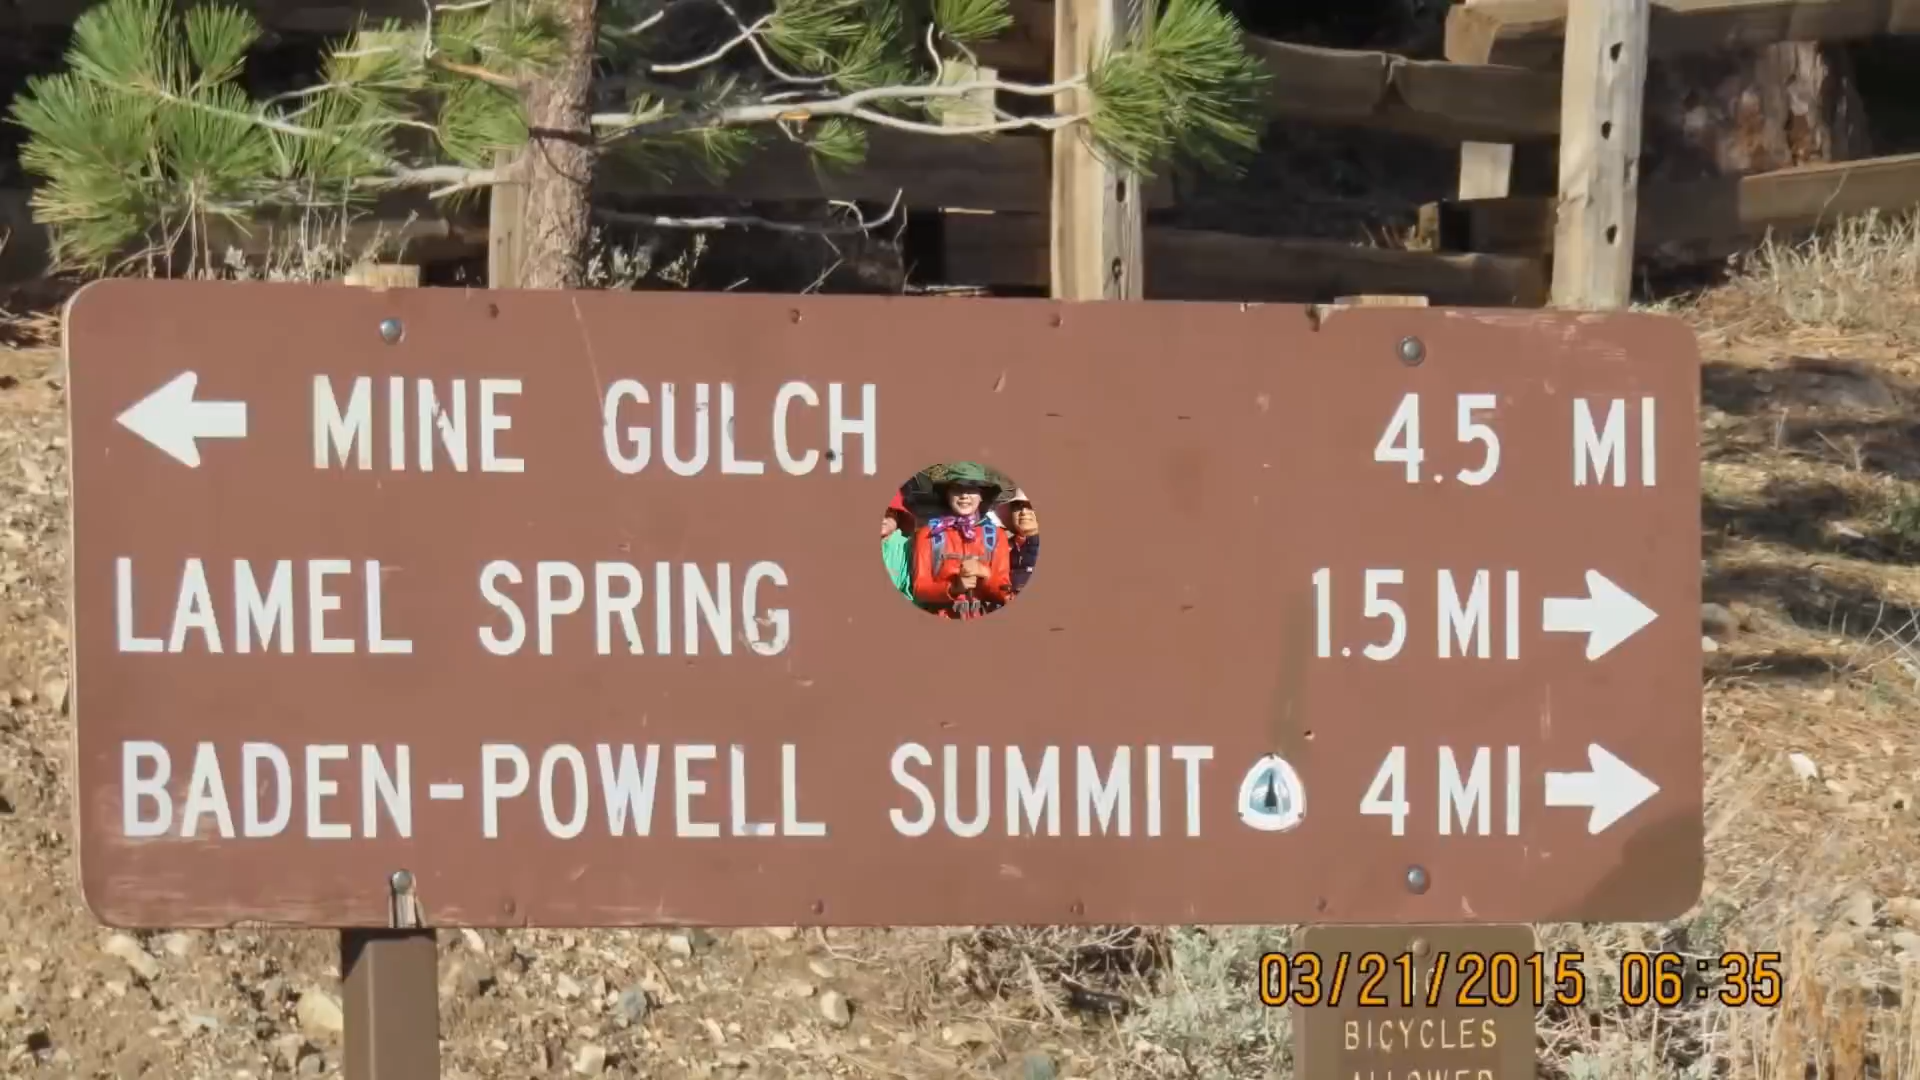 MINE GULCH 4.5 MI
LAMEL SPRING 1.5 MI
BADEN-POWELL SUMMIT 4 MI
03/21/2015 06:35
BICYCLES
ALLOWED